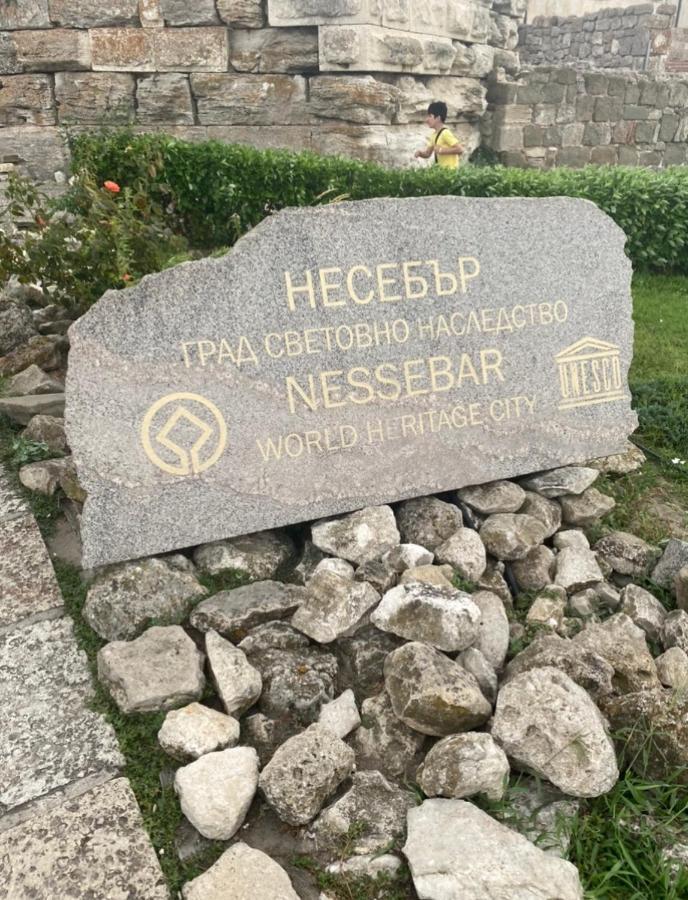 НЕСЕБЪР
ГРАД СВЕТОВНО НАСЛЕДСТВО
NESSEBAR
WORLD HERITAGE CITY
UNESCO